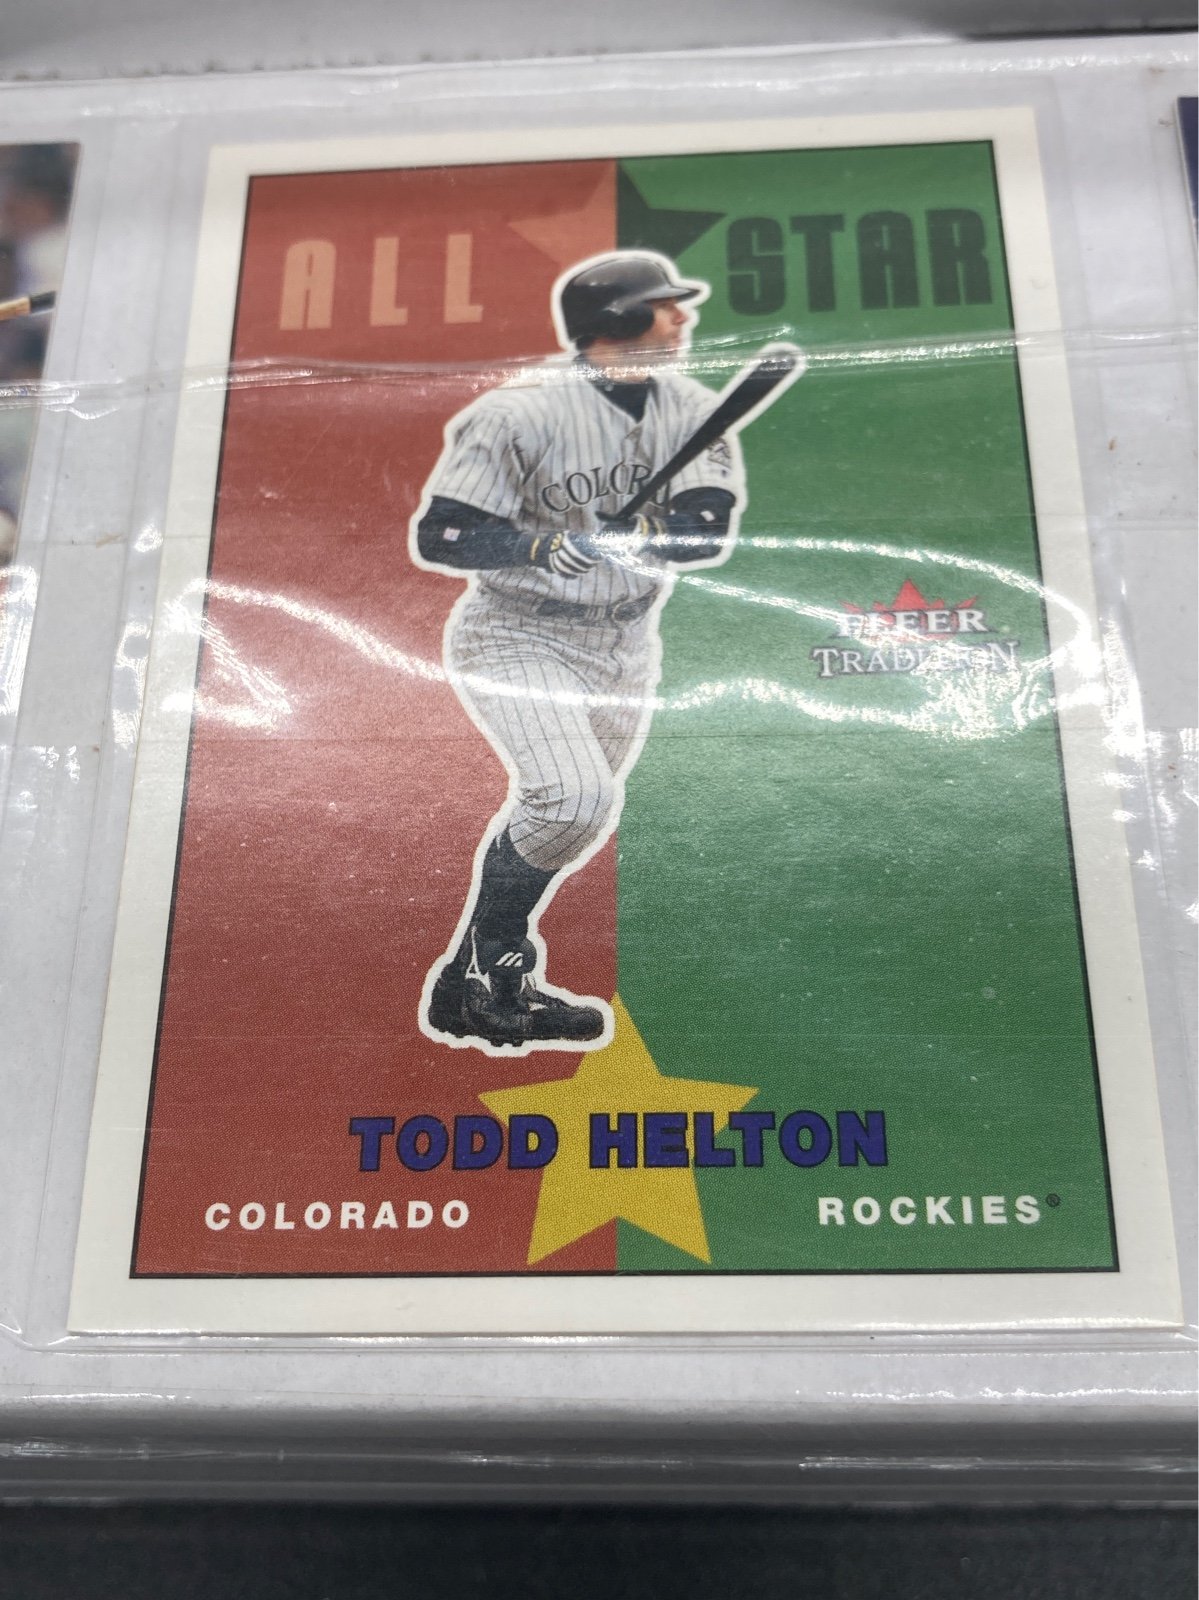 ALL STAR
COLOR
FLEER
TRADITION
TODD HELTON
COLORADO ROCKIES®